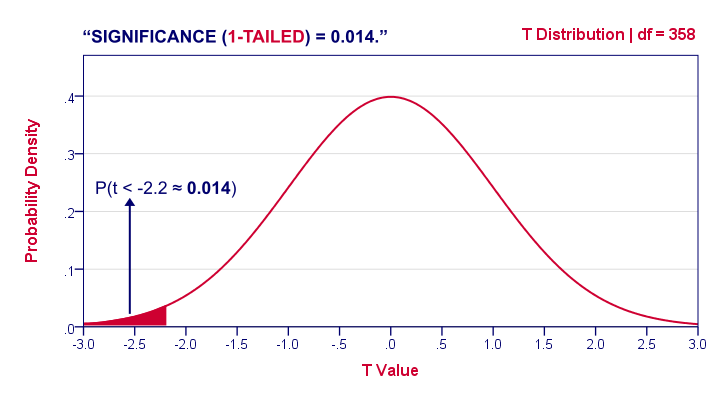 “SIGNIFICANCE (1-TAILED) = 0.014.”
T Distribution | df = 358
Probability Density
.4
.3
.2
.1
.0
P(t < -2.2 ≈ 0.014)
-3.0 -2.5 -2.0 -1.5 -1.0 -.5 .0 .5 1.0 1.5 2.0 2.5 3.0
T Value